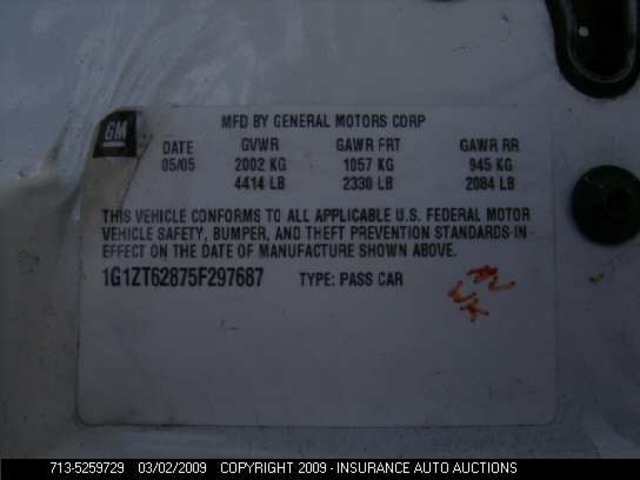 GM
MFD BY GENERAL MOTORS CORP
DATE GVWR GAWR FRT GAWR RR
05/05 2002 KG 1057 KG 945 KG
4414 LB 2330 LB 2084 LB
THIS VEHICLE CONFORMS TO ALL APPLICABLE U.S. FEDERAL MOTOR
VEHICLE SAFETY, BUMPER, AND THEFT PREVENTION STANDARDS IN
EFFECT ON THE DATE OF MANUFACTURE SHOWN ABOVE.
1G1ZT62875F297687 TYPE: PASS CAR
713-5259729 03/02/2009 COPYRIGHT 2009 - INSURANCE AUTO AUCTIONS